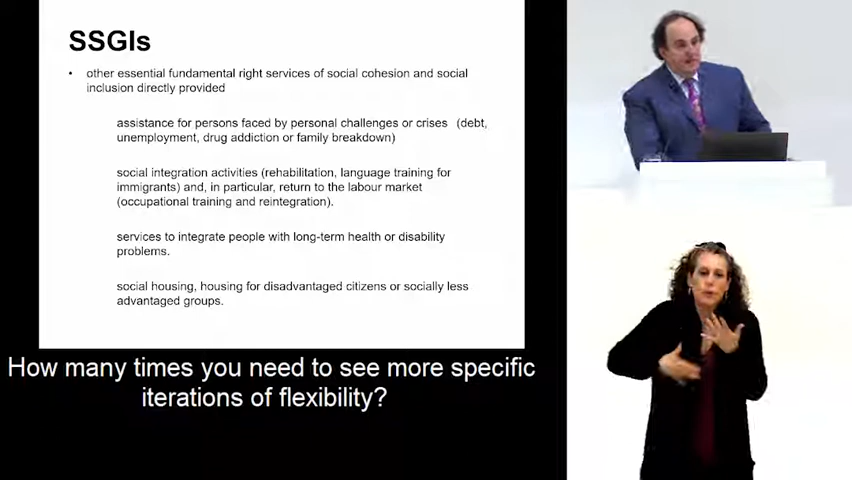 SSGIs
• other essential fundamental right services of social cohesion and social
inclusion directly provided
assistance for persons faced by personal challenges or crises (debt,
unemployment, drug addiction or family breakdown)
social integration activities (rehabilitation, language training for
immigrants) and, in particular, return to the labour market
(occupational training and reintegration).
services to integrate people with long-term health or disability
problems.
social housing, housing for disadvantaged citizens or socially less
advantaged groups.
How many times you need to see more specific
iterations of flexibility?